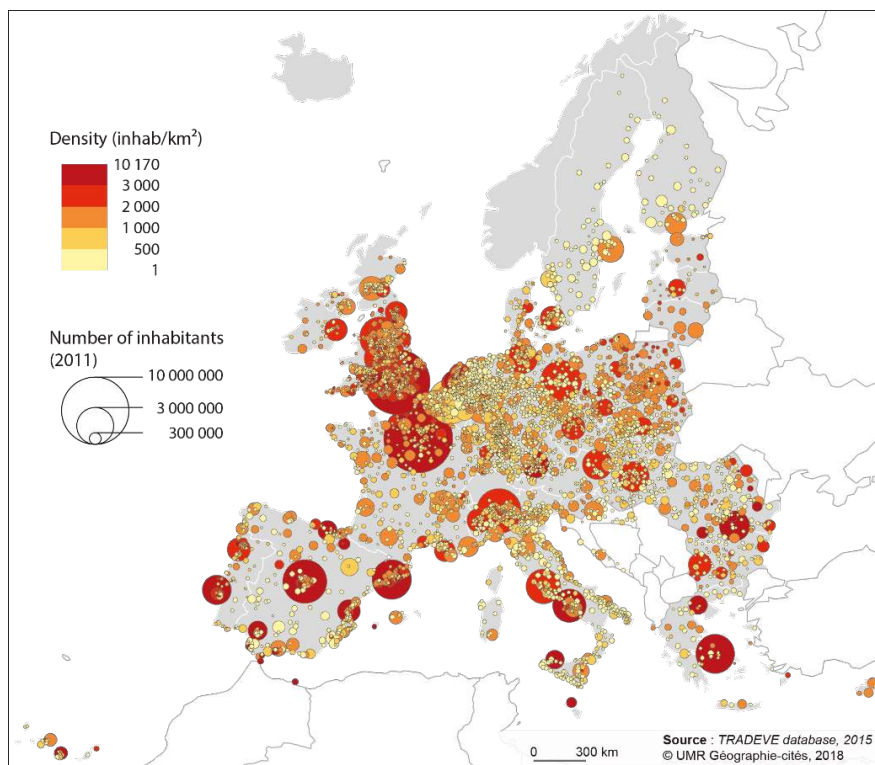 Density (inhab/km²)
10 170
3 000
2 000
1 000
500
1
Number of inhabitants
(2011)
10 000 000
3 000 000
300 000
0 300 km
Source : TRADEVE database, 2015
© UMR Géographie-cités, 2018